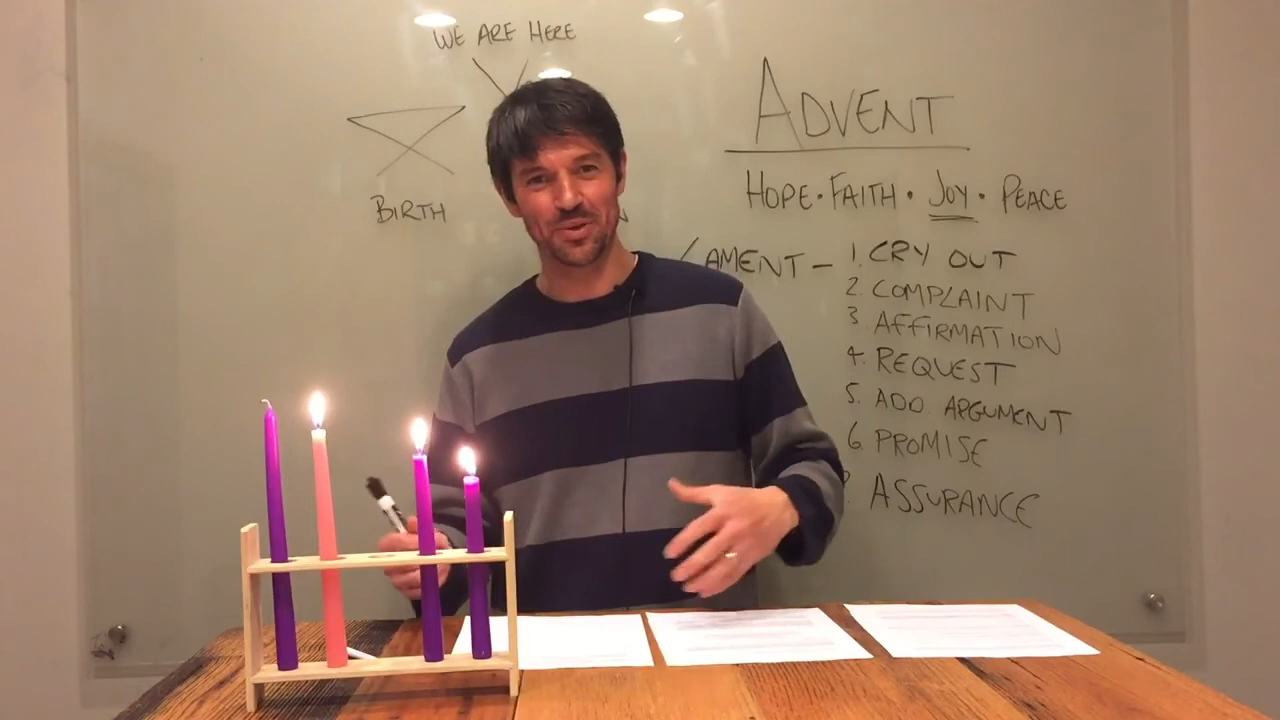 WE ARE HERE
BIRTH
N
ADVENT
HOPE • FAITH • JOY • PEACE
LAMENT – 1. CRY OUT
2. COMPLAINT
3 AFFIRMATION
4. REQUEST
5. ADD ARGUMENT
6 PROMISE
ASSURANCE